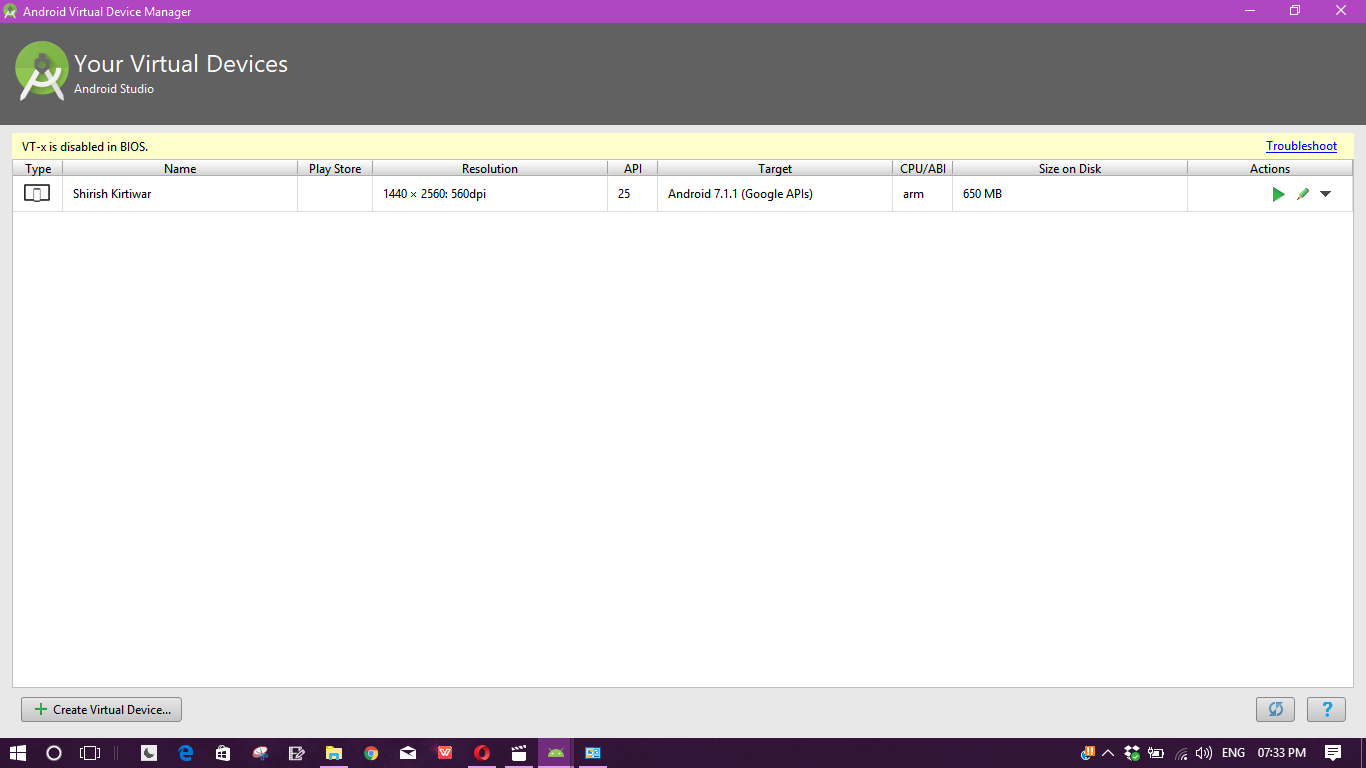 Android Virtual Device Manager
Your Virtual Devices
Android Studio
VT-x is disabled in BIOS. Troubleshoot
Type Name Play Store Resolution API Target CPU/ABI Size on Disk Actions
Shirish Kirtiwar 1440 × 2560: 560dpi 25 Android 7.1.1 (Google APIs) arm 650 MB
Create Virtual Device... ?
ENG 07:33 PM